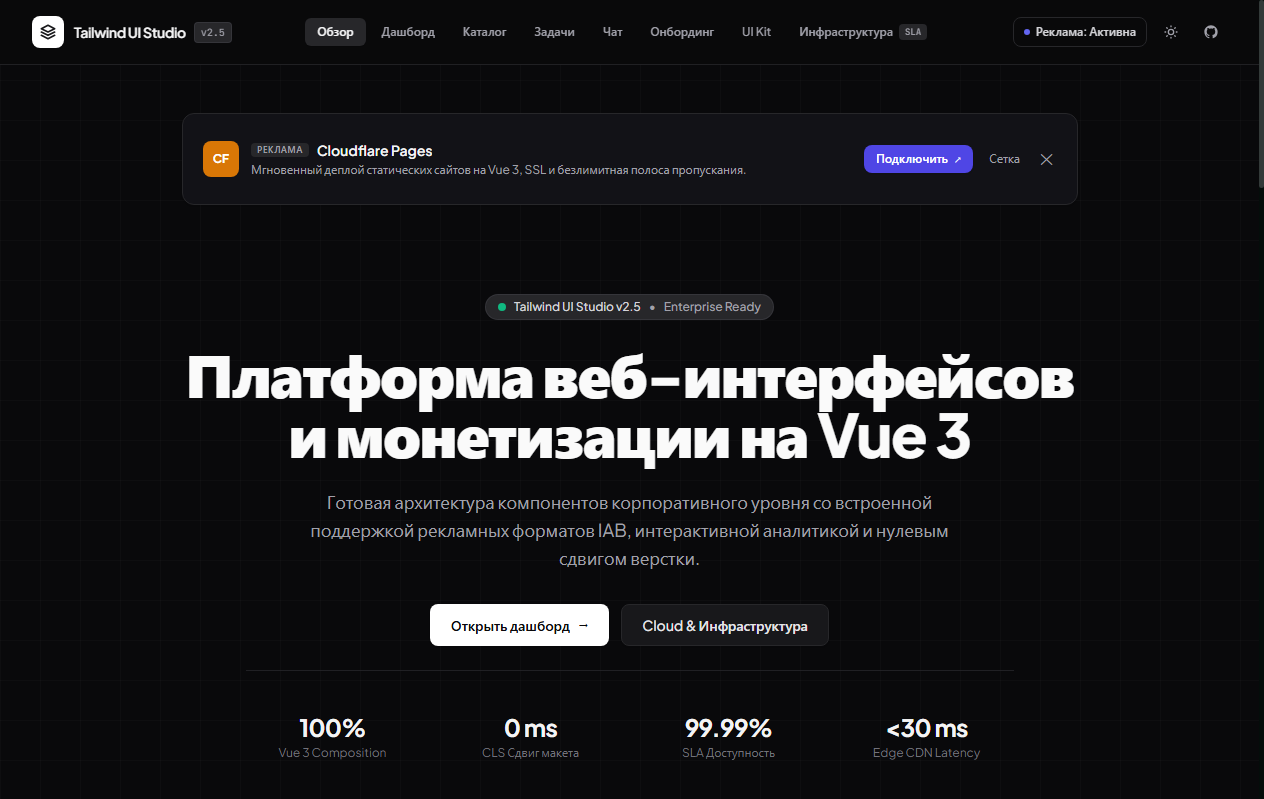 Tailwind UI Studio v2.5 Обзор Дашборд Каталог Задачи Чат Онбординг UI Kit Инфраструктура SLA Реклама: Активна
CF РЕКЛАМА Cloudflare Pages
Мгновенный деплой статических сайтов на Vue 3, SSL и безлимитная полоса пропускания.
Подключить ↗ Сетка
Tailwind UI Studio v2.5 • Enterprise Ready
Платформа веб-интерфейсов
и монетизации на Vue 3
Готовая архитектура компонентов корпоративного уровня со встроенной
поддержкой рекламных форматов IAB, интерактивной аналитикой и нулевым
сдвигом верстки.
Открыть дашборд → Cloud & Инфраструктура
100% 0 ms 99.99% <30 ms
Vue 3 Composition CLS Сдвиг макета SLA Доступность Edge CDN Latency